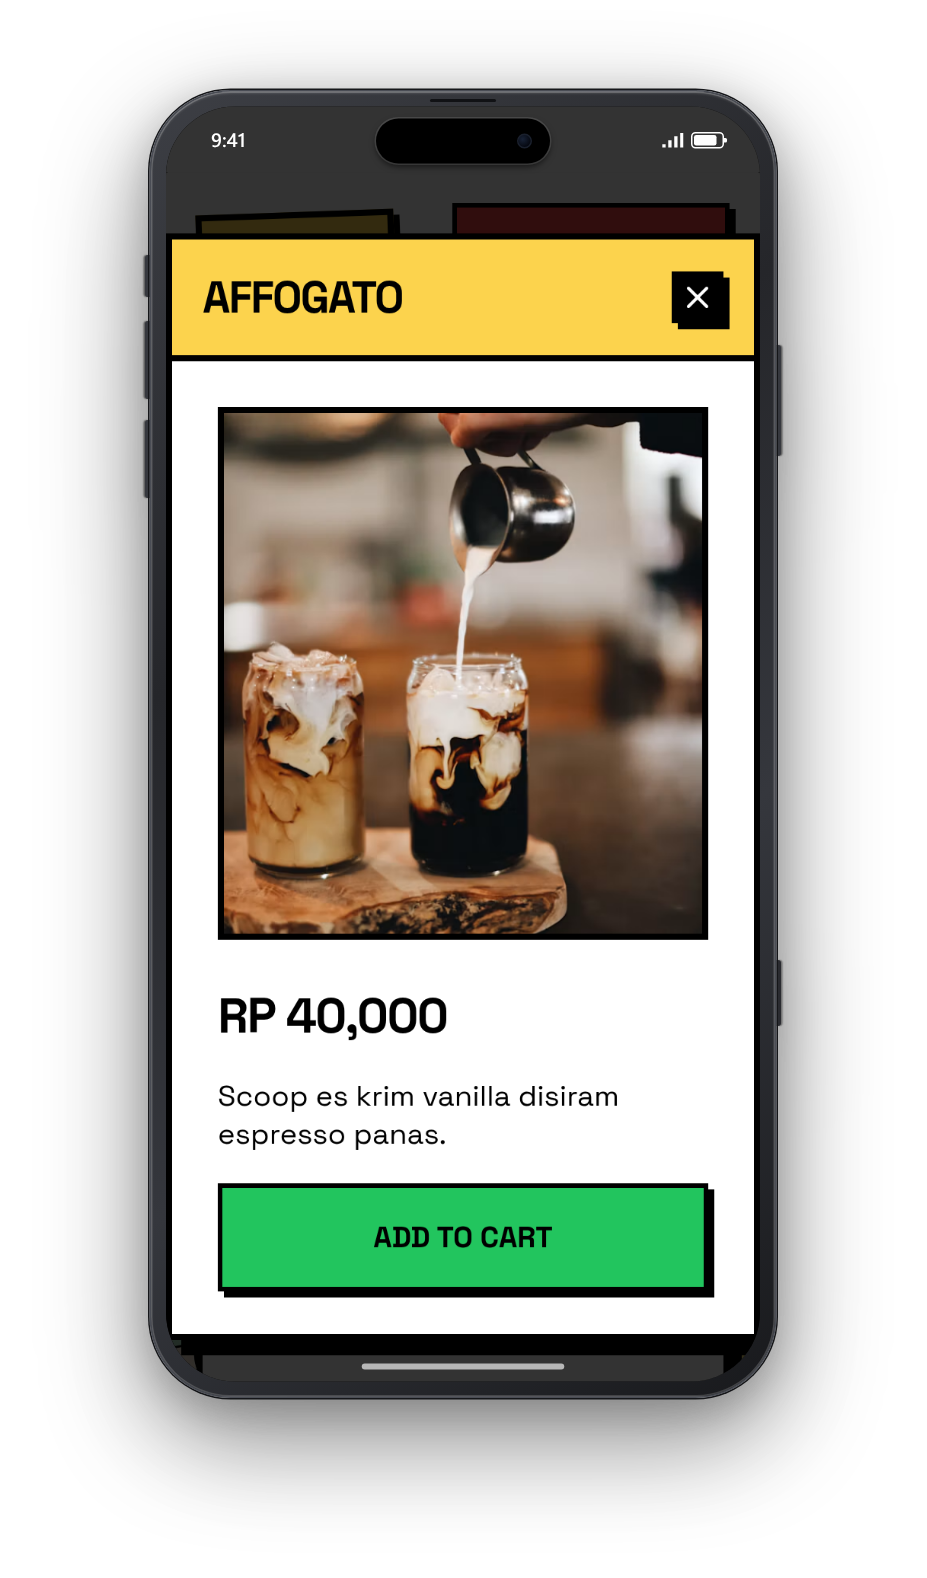 9:41
AFFOGATO
RP 40,000
Scoop es krim vanilla disiram
espresso panas.
ADD TO CART